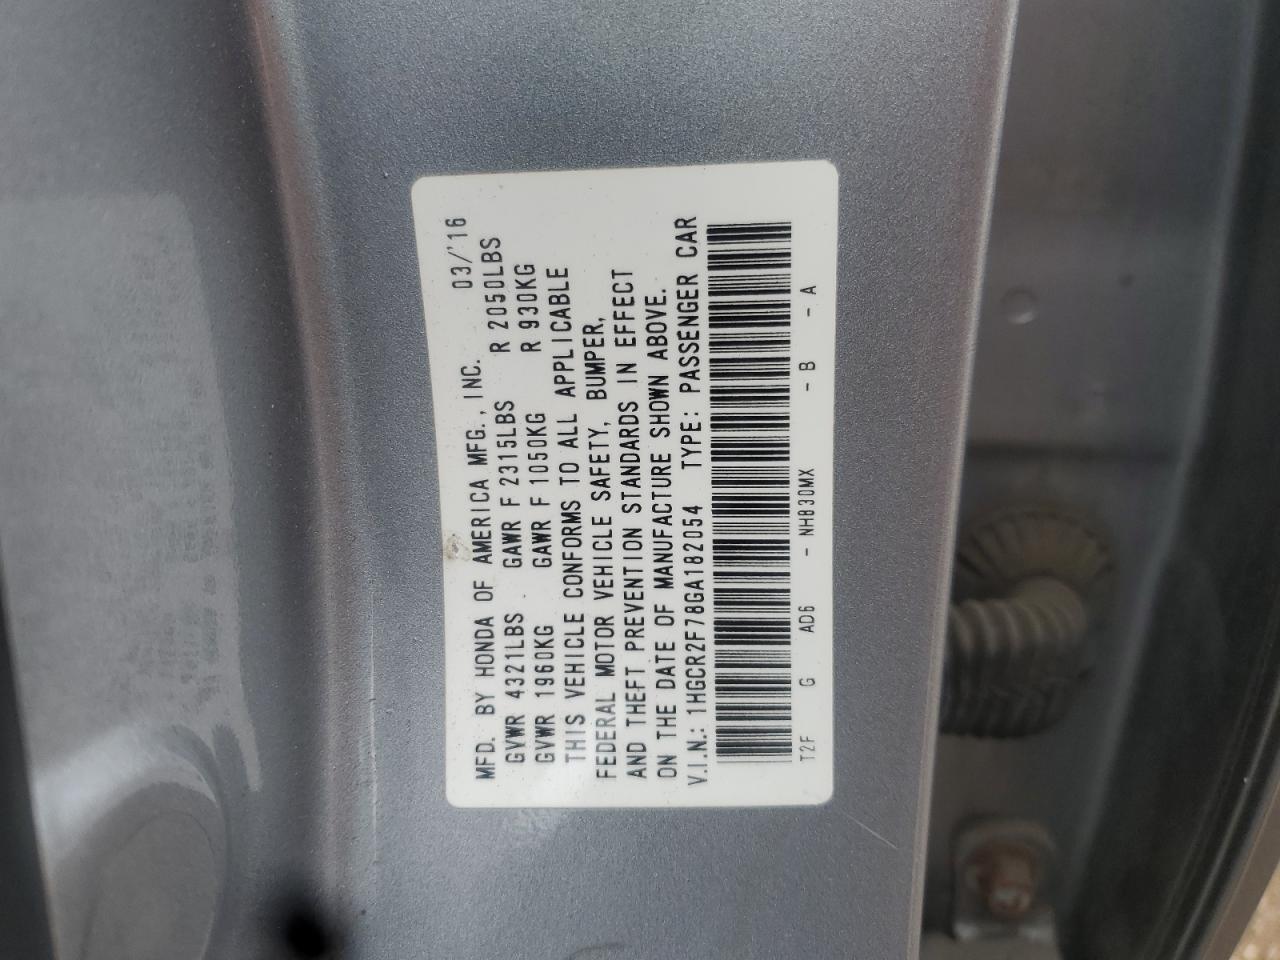 MFD. BY HONDA OF AMERICA MFG., INC. 03/'16
GVWR 4321LBS GAWR F 2315LBS R 2050LBS
GVWR 1960KG GAWR F 1050KG R 930KG
THIS VEHICLE CONFORMS TO ALL APPLICABLE
FEDERAL MOTOR VEHICLE SAFETY, BUMPER,
AND THEFT PREVENTION STANDARDS IN EFFECT
ON THE DATE OF MANUFACTURE SHOWN ABOVE.
V.I.N.: 1HGCR2F78GA182054 TYPE: PASSENGER CAR
T2F G AD6 - NH830MX - B - A